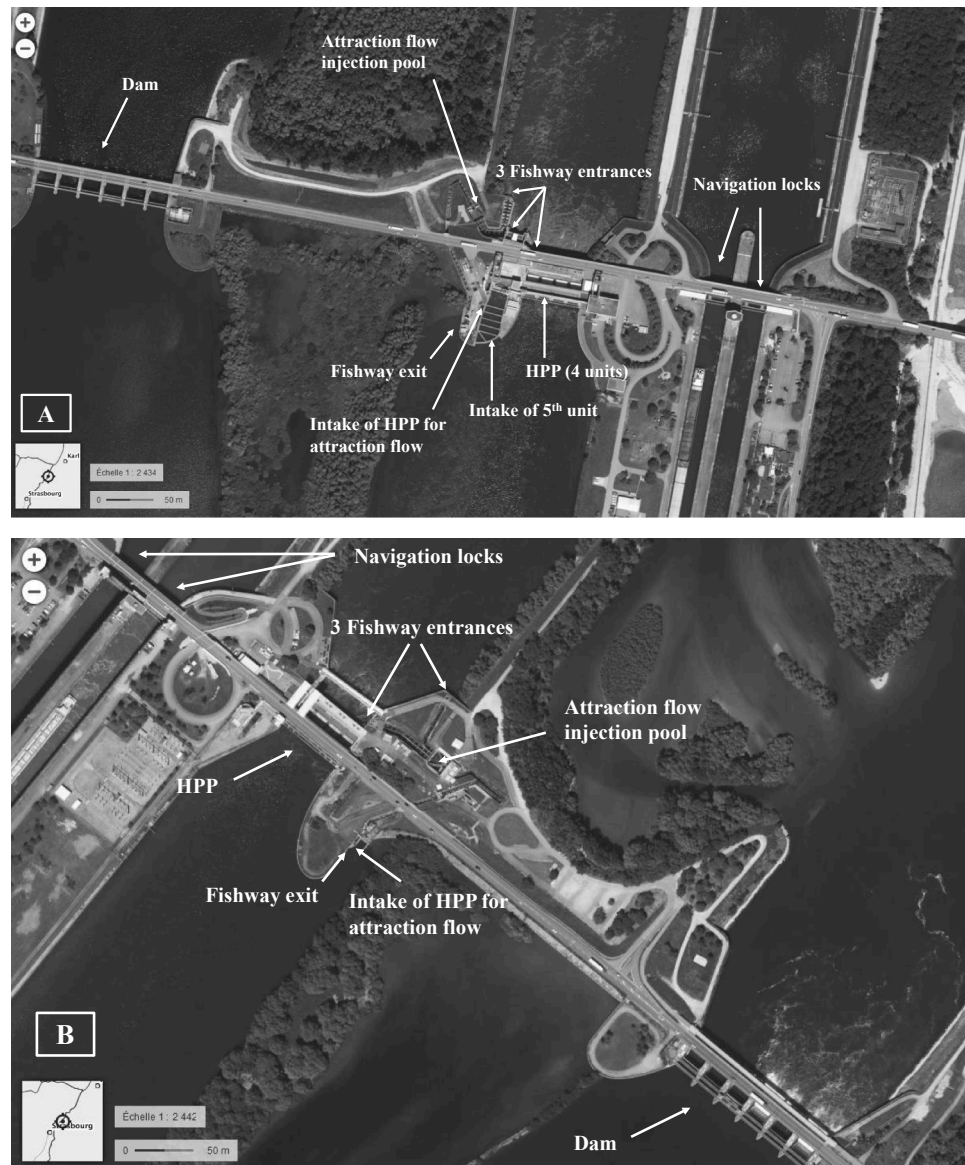 Attraction flow
injection pool
Dam
3 Fishway entrances
Navigation locks
Fishway exit
HPP (4 units)
Intake of HPP for
attraction flow
Intake of 5th unit
A
Karl
Strasbourg
Échelle 1 : 2 434
0 50 m
Navigation locks
3 Fishway entrances
Attraction flow
injection pool
HPP
Fishway exit
Intake of HPP for
attraction flow
B
Strasbourg
Échelle 1 : 2 442
0 50 m
Dam